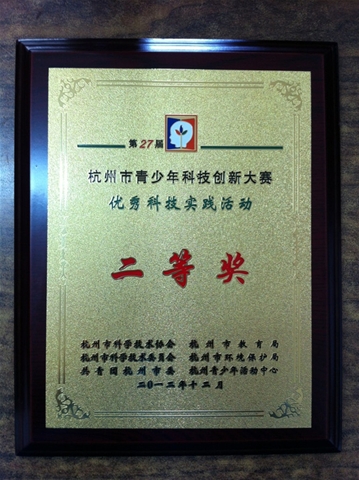 第27届
杭州市青少年科技创新大赛
优秀科技实践活动
二等奖
杭州市科学技术协会 杭州市教育局
杭州市科学技术委员会 杭州市环境保护局
共青团杭州市委 杭州青少年活动中心
二〇一二年十二月